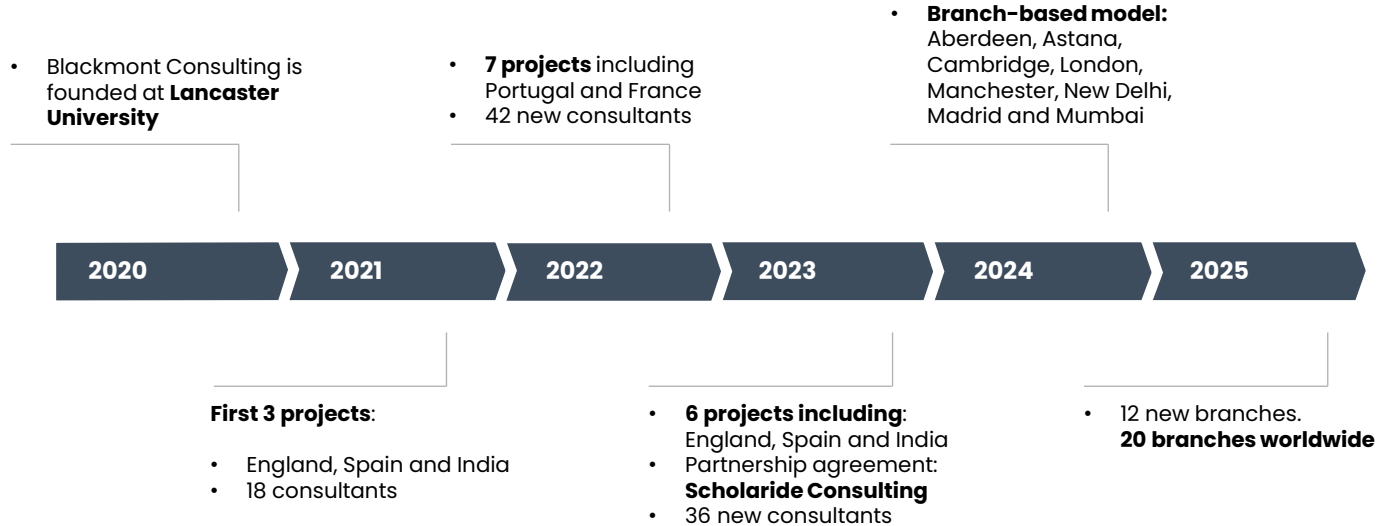 • Blackmont Consulting is
founded at Lancaster
University
• 7 projects including
Portugal and France
• 42 new consultants
• Branch-based model:
Aberdeen, Astana,
Cambridge, London,
Manchester, New Delhi,
Madrid and Mumbai
2020
2021
2022
2023
2024
2025
First 3 projects:
• England, Spain and India
• 18 consultants
• 6 projects including:
England, Spain and India
• Partnership agreement:
Scholaride Consulting
• 36 new consultants
• 12 new branches.
20 branches worldwide